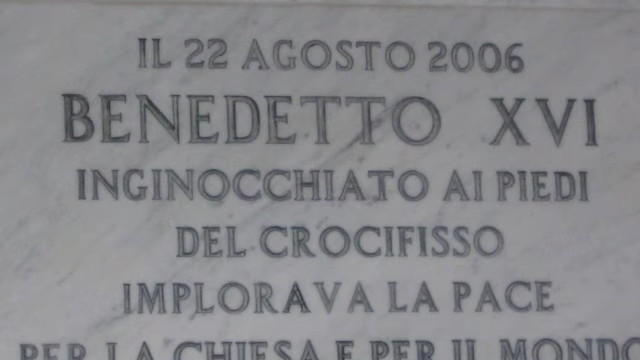 IL 22 AGOSTO 2006
BENEDETTO XVI
INGINOCCHIATO AI PIEDI
DEL CROCIFISSO
IMPLORAVA LA PACE
PER LA CHIESA E PER IL MONDO